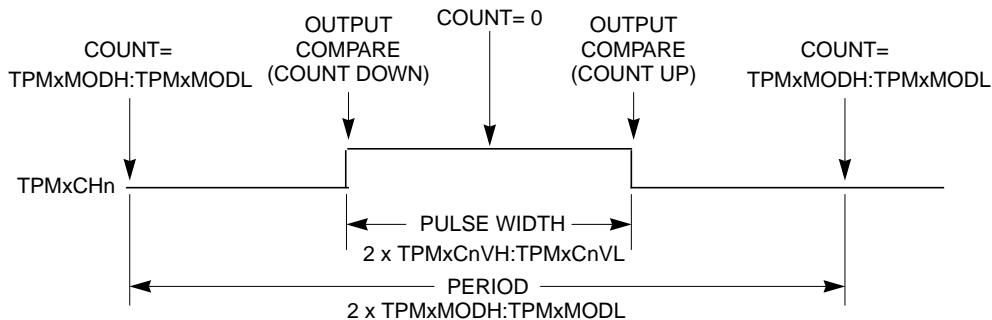 COUNT=
TPMxMODH:TPMxMODL
OUTPUT
COMPARE
(COUNT DOWN)
COUNT= 0
OUTPUT
COMPARE
(COUNT UP)
COUNT=
TPMxMODH:TPMxMODL
TPMxCHn
PULSE WIDTH
2 x TPMxCnVH:TPMxCnVL
PERIOD
2 x TPMxMODH:TPMxMODL